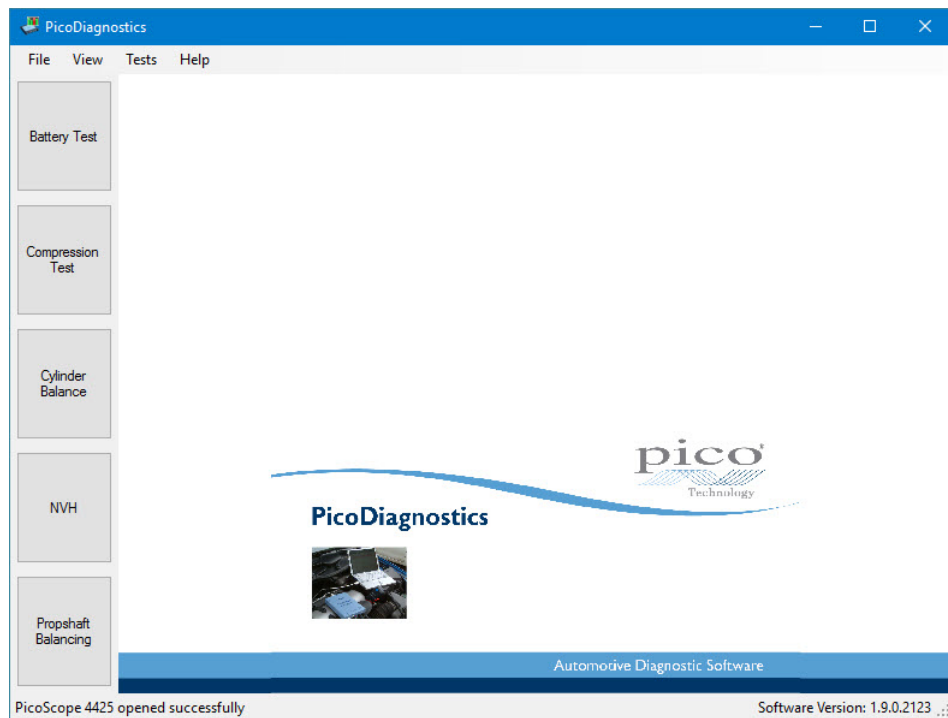 PicoDiagnostics
File View Tests Help
Battery Test
Compression
Test
Cylinder
Balance
NVH
Propshaft
Balancing
pico
Technology
PicoDiagnostics
Automotive Diagnostic Software
PicoScope 4425 opened successfully
Software Version: 1.9.0.2123